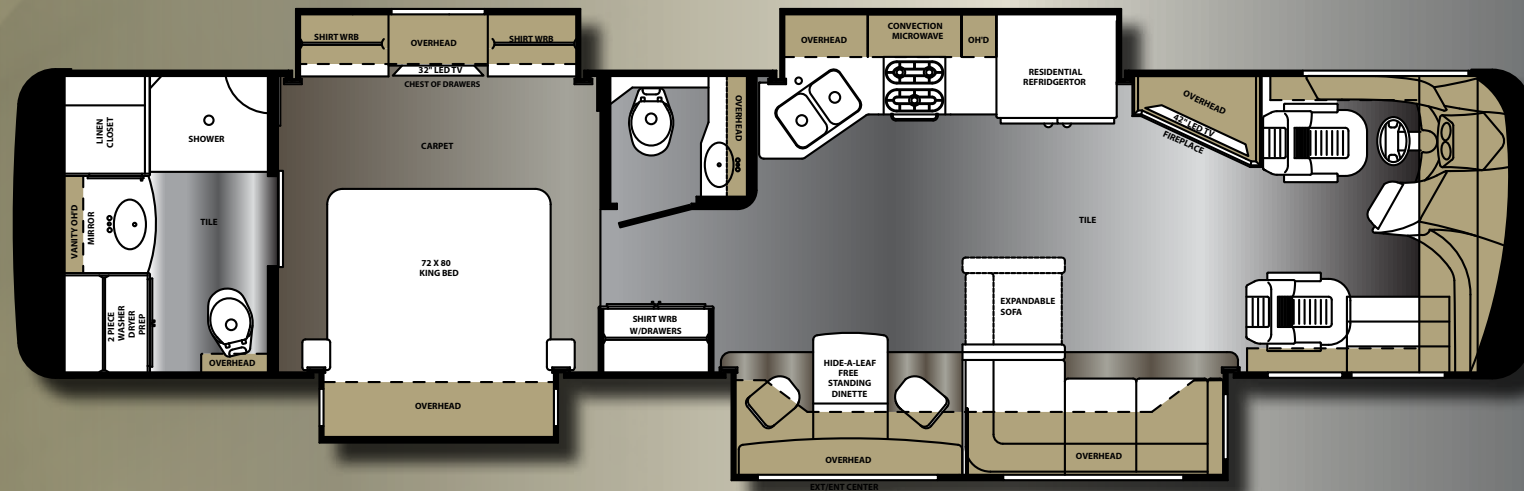 SHIRT WRB
OVERHEAD
SHIRT WRB
32" LED TV
CHEST OF DRAWERS
LINEN
CLOSET
SHOWER
CARPET
VANITY OH'D
MIRROR
TILE
72 X 80
KING BED
2 PIECE
WASHER
DRYER
PREP
OVERHEAD
OVERHEAD
OVERHEAD
SHIRT WRB
W/DRAWERS
OVERHEAD
CONVECTION
MICROWAVE
OH'D
RESIDENTIAL
REFRIDGERTOR
OVERHEAD
42" LED TV
FIREPLACE
TILE
EXPANDABLE
SOFA
HIDE-A-LEAF
FREE
STANDING
DINETTE
OVERHEAD
OVERHEAD
EXT/ENT CENTER